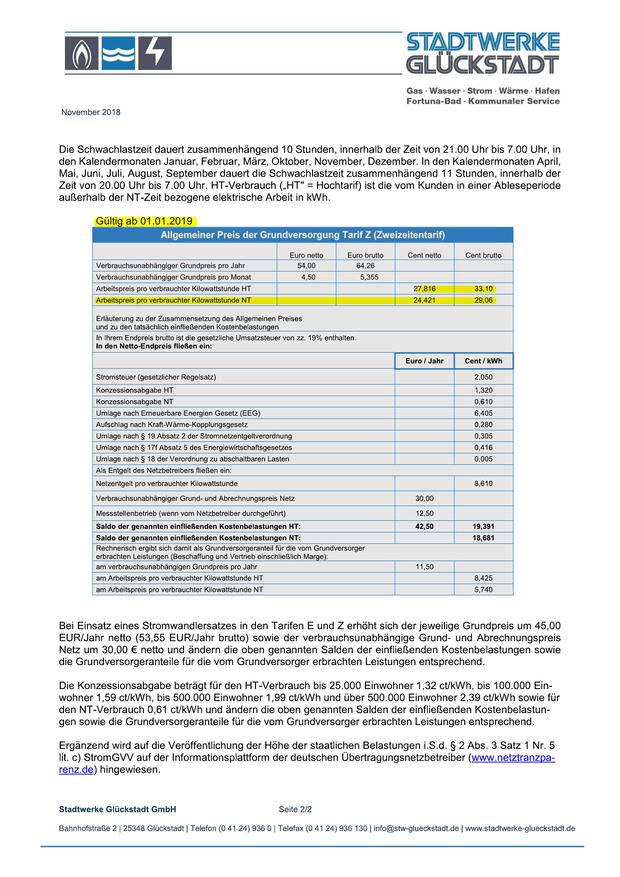 STADTWERKE
GLÜCKSTADT
Gas · Wasser · Strom · Wärme · Hafen
Fortuna-Bad · Kommunaler Service
November 2018
Die Schwachlastzeit dauert zusammenhängend 10 Stunden, innerhalb der Zeit von 21.00 Uhr bis 7.00 Uhr, in
den Kalendermonaten Januar, Februar, März, Oktober, November, Dezember. In den Kalendermonaten April,
Mai, Juni, Juli, August, September dauert die Schwachlastzeit zusammenhängend 11 Stunden, innerhalb der
Zeit von 20.00 Uhr bis 7.00 Uhr. HT-Verbrauch („HT" = Hochtarif) ist die vom Kunden in einer Ableseperiode
außerhalb der NT-Zeit bezogene elektrische Arbeit in kWh.
Gültig ab 01.01.2019
Allgemeiner Preis der Grundversorgung Tarif Z (Zweizeitentarif)
Euro netto Euro brutto Cent netto Cent brutto
Verbrauchsunabhängiger Grundpreis pro Jahr 54,00 64,26
Verbrauchsunabhängiger Grundpreis pro Monat 4,50 5,355
Arbeitspreis pro verbrauchter Kilowattstunde HT 27,816 33,10
Arbeitspreis pro verbrauchter Kilowattstunde NT 24,421 29,06
Erläuterung zu der Zusammensetzung des Allgemeinen Preises
und zu den tatsächlich einfließenden Kostenbelastungen
In Ihrem Endpreis brutto ist die gesetzliche Umsatzsteuer von zz. 19% enthalten.
In den Netto-Endpreis fließen ein:
Euro / Jahr Cent / kWh
Stromsteuer (gesetzlicher Regelsatz) 2,050
Konzessionsabgabe HT 1,320
Konzessionsabgabe NT 0,610
Umlage nach Erneuerbare Energien Gesetz (EEG) 6,405
Aufschlag nach Kraft-Wärme-Kopplungsgesetz 0,280
Umlage nach § 19 Absatz 2 der Stromnetzentgeltverordnung 0,305
Umlage nach § 17f Absatz 5 des Energiewirtschaftsgesetzes 0,416
Umlage nach § 18 der Verordnung zu abschaltbaren Lasten 0,005
Als Entgelt des Netzbetreibers fließen ein:
Netzentgelt pro verbrauchter Kilowattstunde 8,610
Verbrauchsunabhängiger Grund- und Abrechnungspreis Netz 30,00
Messstellenbetrieb (wenn vom Netzbetreiber durchgeführt) 12,50
Saldo der genannten einfließenden Kostenbelastungen HT: 42,50 19,391
Saldo der genannten einfließenden Kostenbelastungen NT: 18,681
Rechnerisch ergibt sich damit als Grundversorgeranteil für die vom Grundversorger
erbrachten Leistungen (Beschaffung und Vertrieb einschließlich Marge):
am verbrauchsunabhängigen Grundpreis pro Jahr 11,50
am Arbeitspreis pro verbrauchter Kilowattstunde HT 8,425
am Arbeitspreis pro verbrauchter Kilowattstunde NT 5,740
Bei Einsatz eines Stromwandlersatzes in den Tarifen E und Z erhöht sich der jeweilige Grundpreis um 45,00
EUR/Jahr netto (53,55 EUR/Jahr brutto) sowie der verbrauchsunabhängige Grund- und Abrechnungspreis
Netz um 30,00 € netto und ändern die oben genannten Salden der einfließenden Kostenbelastungen sowie
die Grundversorgeranteile für die vom Grundversorger erbrachten Leistungen entsprechend.
Die Konzessionsabgabe beträgt für den HT-Verbrauch bis 25.000 Einwohner 1,32 ct/kWh, bis 100.000 Ein-
wohner 1,59 ct/kWh, bis 500.000 Einwohner 1,99 ct/kWh und über 500.000 Einwohner 2,39 ct/kWh sowie für
den NT-Verbrauch 0,61 ct/kWh und ändern die oben genannten Salden der einfließenden Kostenbelastun-
gen sowie die Grundversorgeranteile für die vom Grundversorger erbrachten Leistungen entsprechend.
Ergänzend wird auf die Veröffentlichung der Höhe der staatlichen Belastungen i.S.d. § 2 Abs. 3 Satz 1 Nr. 5
lit. c) StromGVV auf der Informationsplattform der deutschen Übertragungsnetzbetreiber (www.netztranzpa-
renz.de) hingewiesen.
Stadtwerke Glückstadt GmbH Seite 2/2
Bahnhofstraße 2 | 25348 Glückstadt | Telefon (0 41 24) 936 0 | Telefax (0 41 24) 936 130 | info@stw-glueckstadt.de | www.stadtwerke-glueckstadt.de